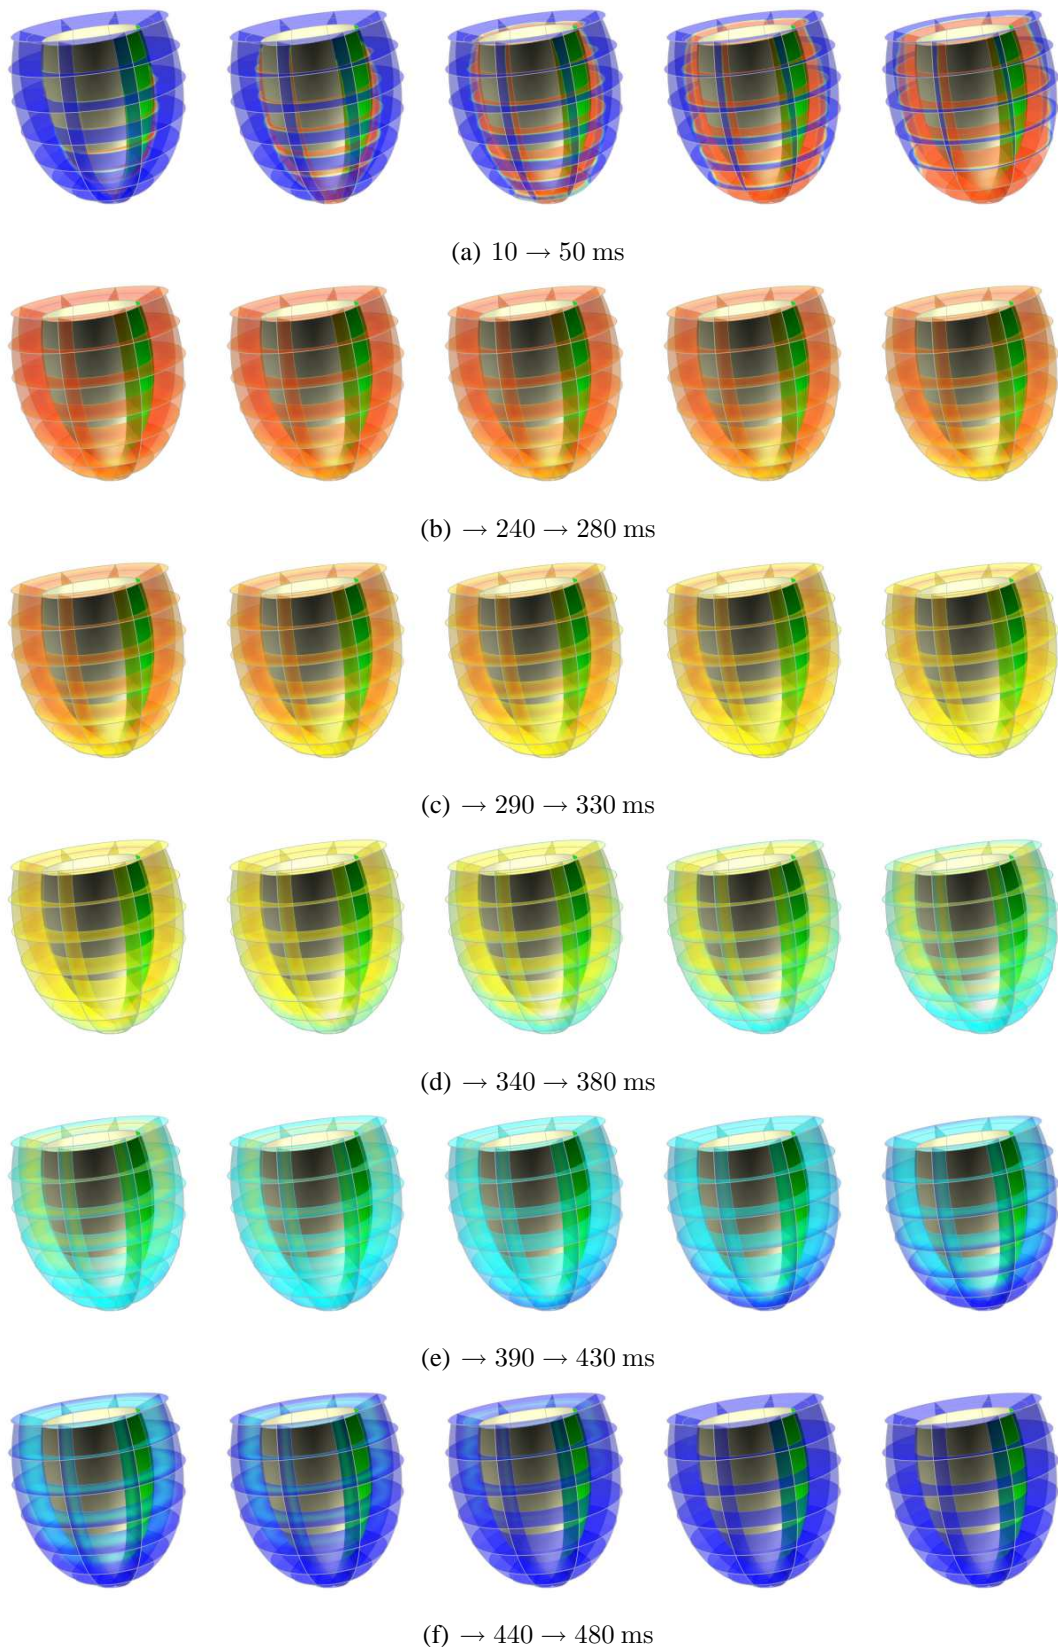 (a) 10 → 50 ms
(b) → 240 → 280 ms
(c) → 290 → 330 ms
(d) → 340 → 380 ms
(e) → 390 → 430 ms
(f) → 440 → 480 ms